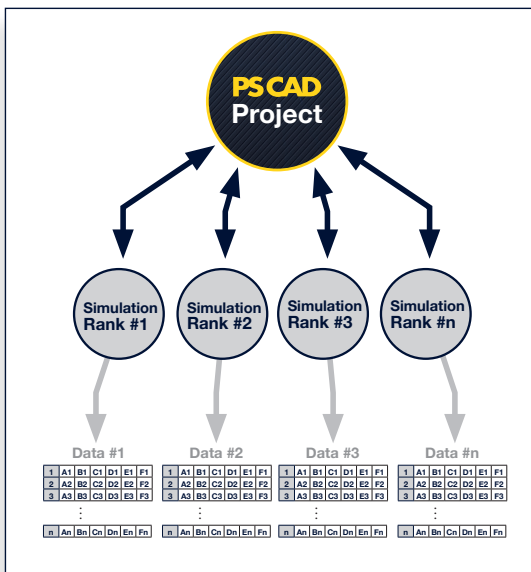 PSCAD
Project
Simulation Simulation Simulation Simulation
Rank #1 Rank #2 Rank #3 Rank #n
Data #1 Data #2 Data #3 Data #n
1 A1 B1 C1 D1 E1 F1 1 A1 B1 C1 D1 E1 F1 1 A1 B1 C1 D1 E1 F1 1 A1 B1 C1 D1 E1 F1
2 A2 B2 C2 D2 E2 F2 2 A2 B2 C2 D2 E2 F2 2 A2 B2 C2 D2 E2 F2 2 A2 B2 C2 D2 E2 F2
3 A3 B3 C3 D3 E3 F3 3 A3 B3 C3 D3 E3 F3 3 A3 B3 C3 D3 E3 F3 3 A3 B3 C3 D3 E3 F3
⋮ ⋮ ⋮ ⋮
n An Bn Cn Dn En Fn n An Bn Cn Dn En Fn n An Bn Cn Dn En Fn n An Bn Cn Dn En Fn